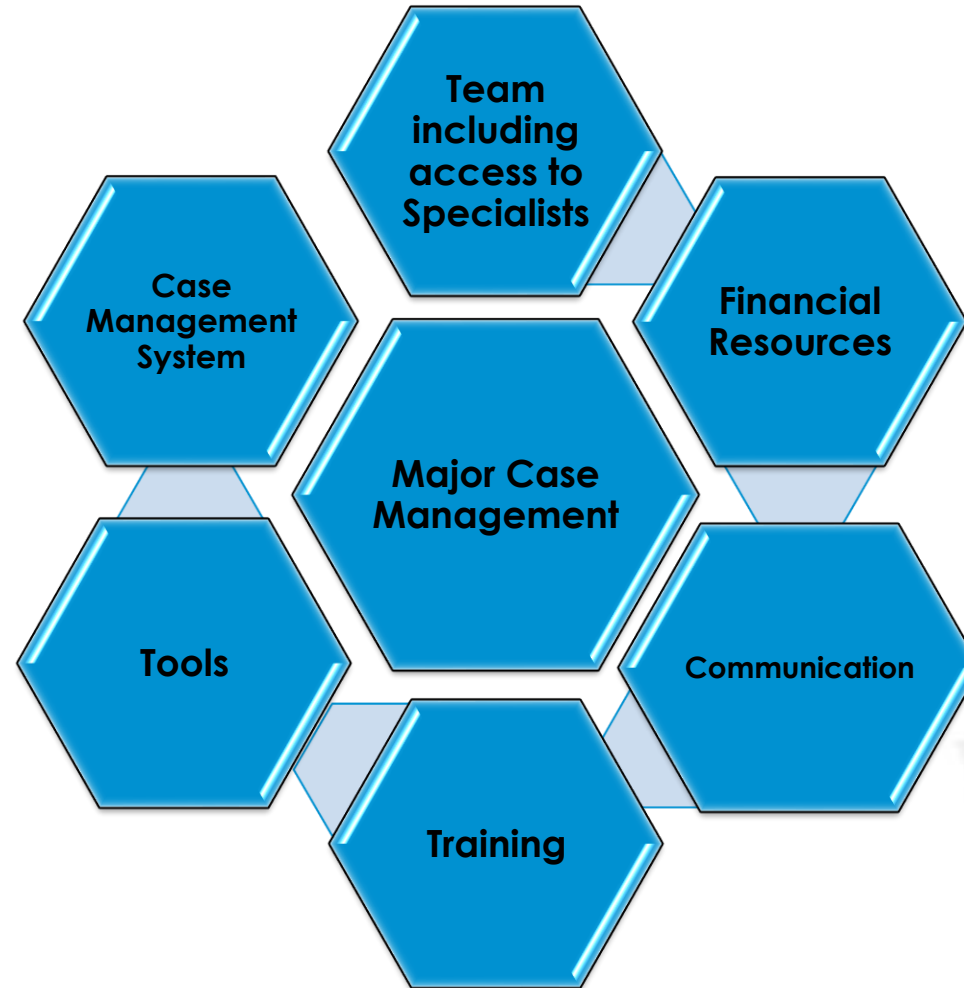 Team
including
access to
Specialists
Case
Management
System
Financial
Resources
Major Case
Management
Tools
Communication
Training